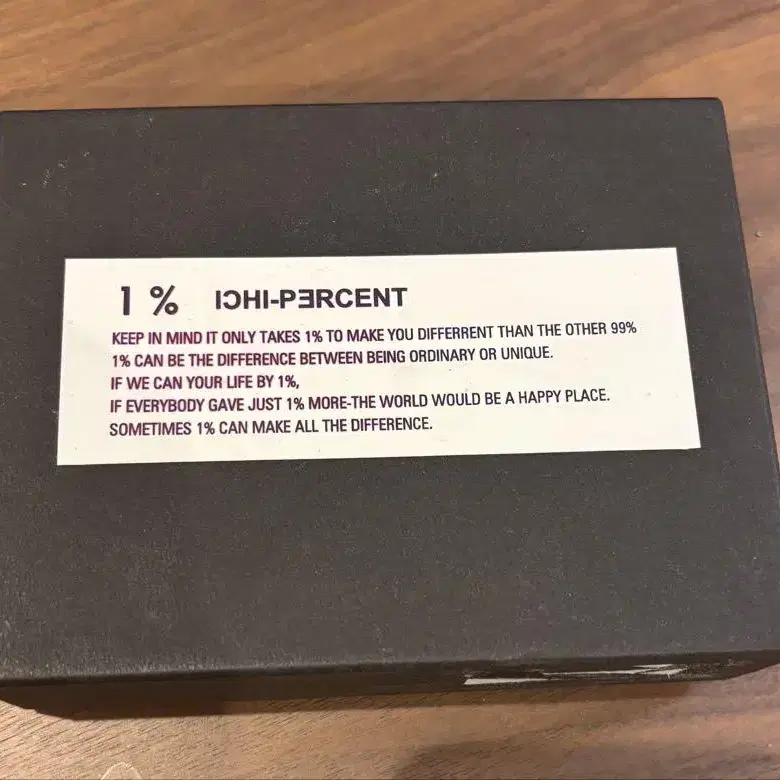 1 % IƆHI-PƎRCENT
KEEP IN MIND IT ONLY TAKES 1% TO MAKE YOU DIFFERRENT THAN THE OTHER 99%
1% CAN BE THE DIFFERENCE BETWEEN BEING ORDINARY OR UNIQUE.
IF WE CAN YOUR LIFE BY 1%,
IF EVERYBODY GAVE JUST 1% MORE-THE WORLD WOULD BE A HAPPY PLACE.
SOMETIMES 1% CAN MAKE ALL THE DIFFERENCE.